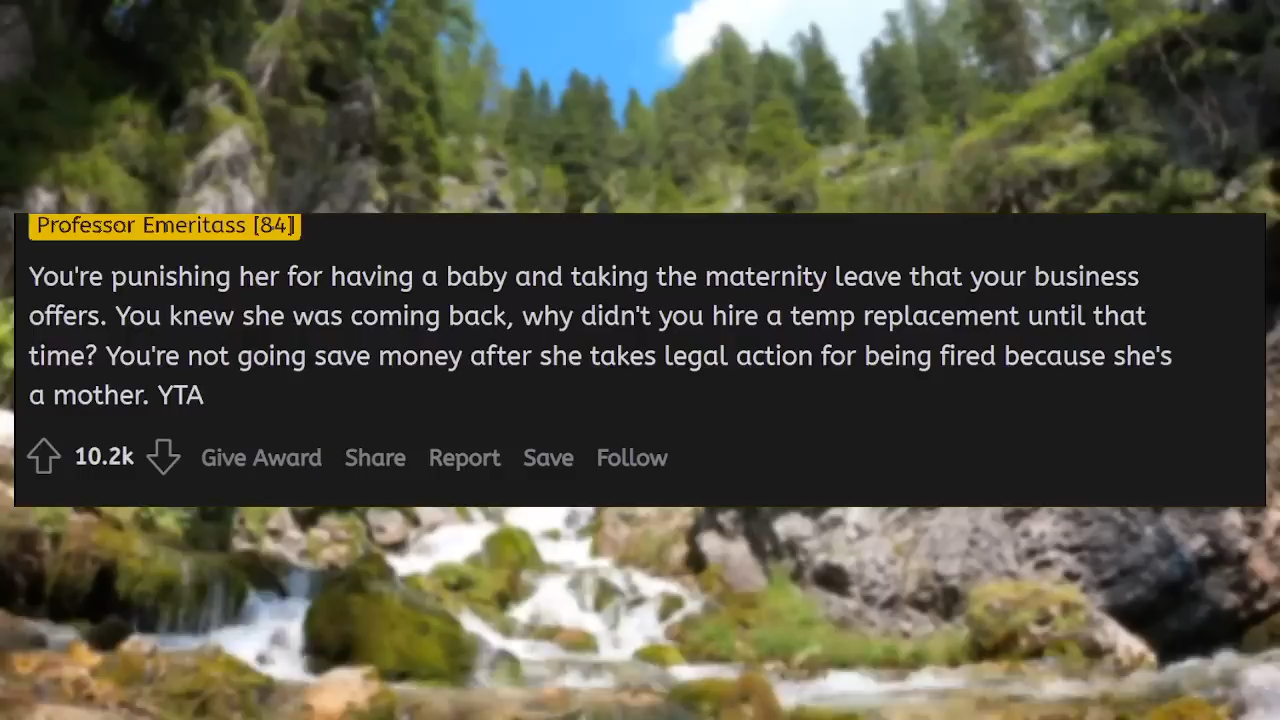 Professor Emeritass [84]
You're punishing her for having a baby and taking the maternity leave that your business
offers. You knew she was coming back, why didn't you hire a temp replacement until that
time? You're not going save money after she takes legal action for being fired because she's
a mother. YTA
10.2k Give Award Share Report Save Follow